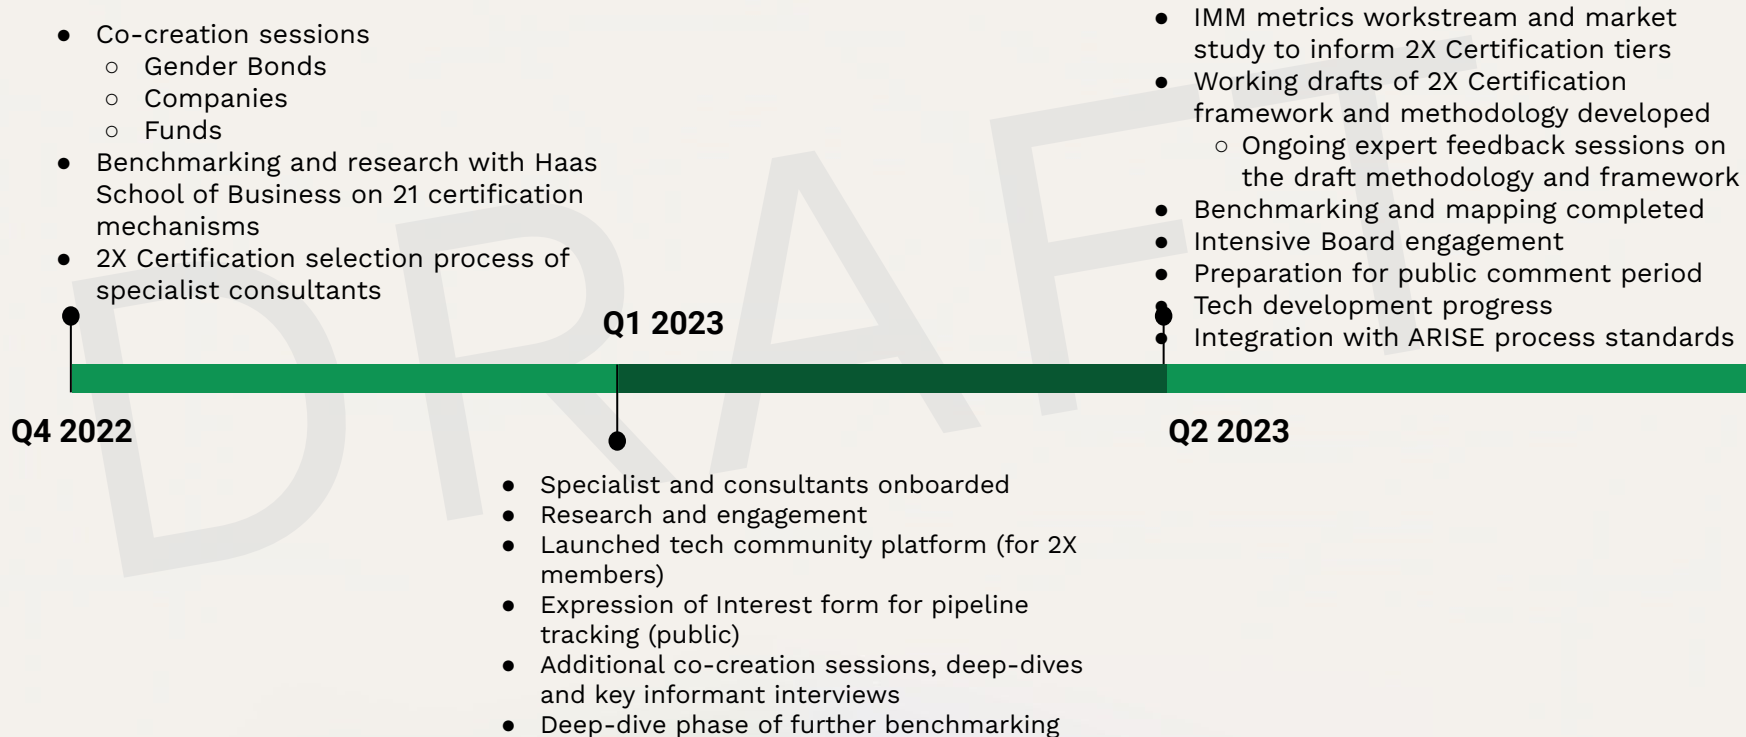 ● Co-creation sessions
○ Gender Bonds
○ Companies
○ Funds
● Benchmarking and research with Haas
School of Business on 21 certification
mechanisms
● 2X Certification selection process of
specialist consultants
Q4 2022
Q1 2023
● Specialist and consultants onboarded
● Research and engagement
● Launched tech community platform (for 2X
members)
● Expression of Interest form for pipeline
tracking (public)
● Additional co-creation sessions, deep-dives
and key informant interviews
● Deep-dive phase of further benchmarking
● IMM metrics workstream and market
study to inform 2X Certification tiers
● Working drafts of 2X Certification
framework and methodology developed
○ Ongoing expert feedback sessions on
the draft methodology and framework
● Benchmarking and mapping completed
● Intensive Board engagement
● Preparation for public comment period
● Tech development progress
● Integration with ARISE process standards
Q2 2023
DRAFT